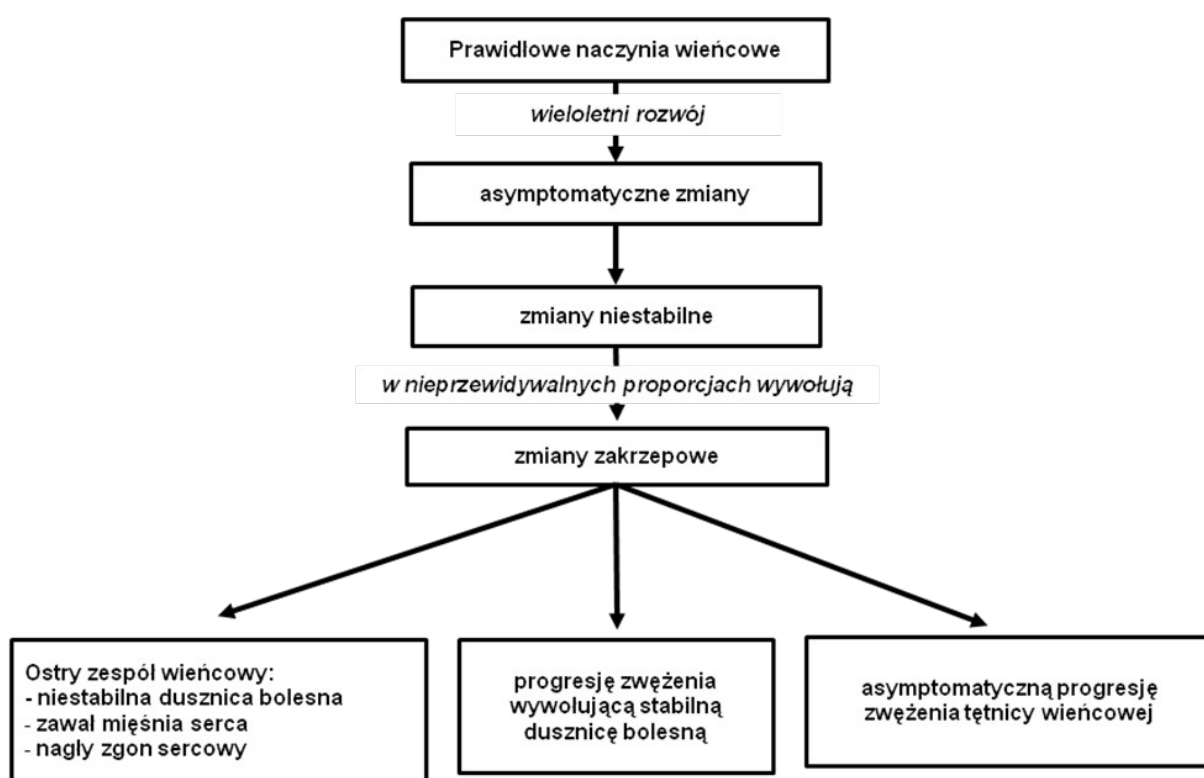 Prawidłowe naczynia wieńcowe
wieloletni rozwój
asymptomatyczne zmiany
zmiany niestabilne
w nieprzewidywalnych proporcjach wywołują
zmiany zakrzepowe
Ostry zespół wieńcowy:
- niestabilna dusznica bolesna
- zawał mięśnia serca
- nagły zgon sercowy
progresję zwężenia
wywołującą stabilną
dusznicę bolesną
asymptomatyczną progresję
zwężenia tętnicy wieńcowej